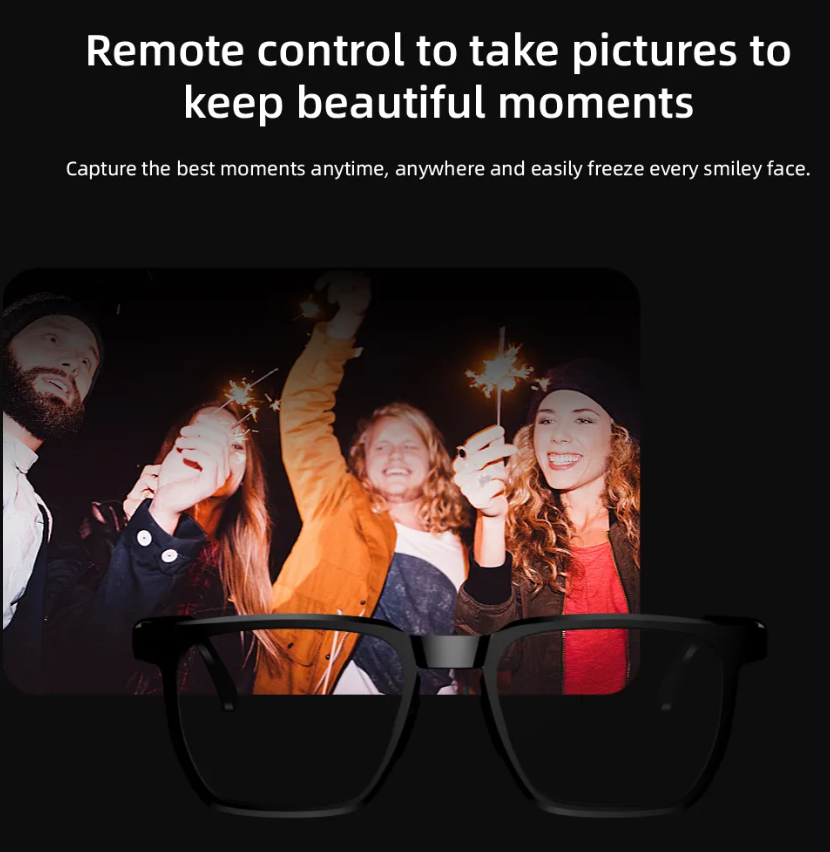 Remote control to take pictures to
keep beautiful moments
Capture the best moments anytime, anywhere and easily freeze every smiley face.